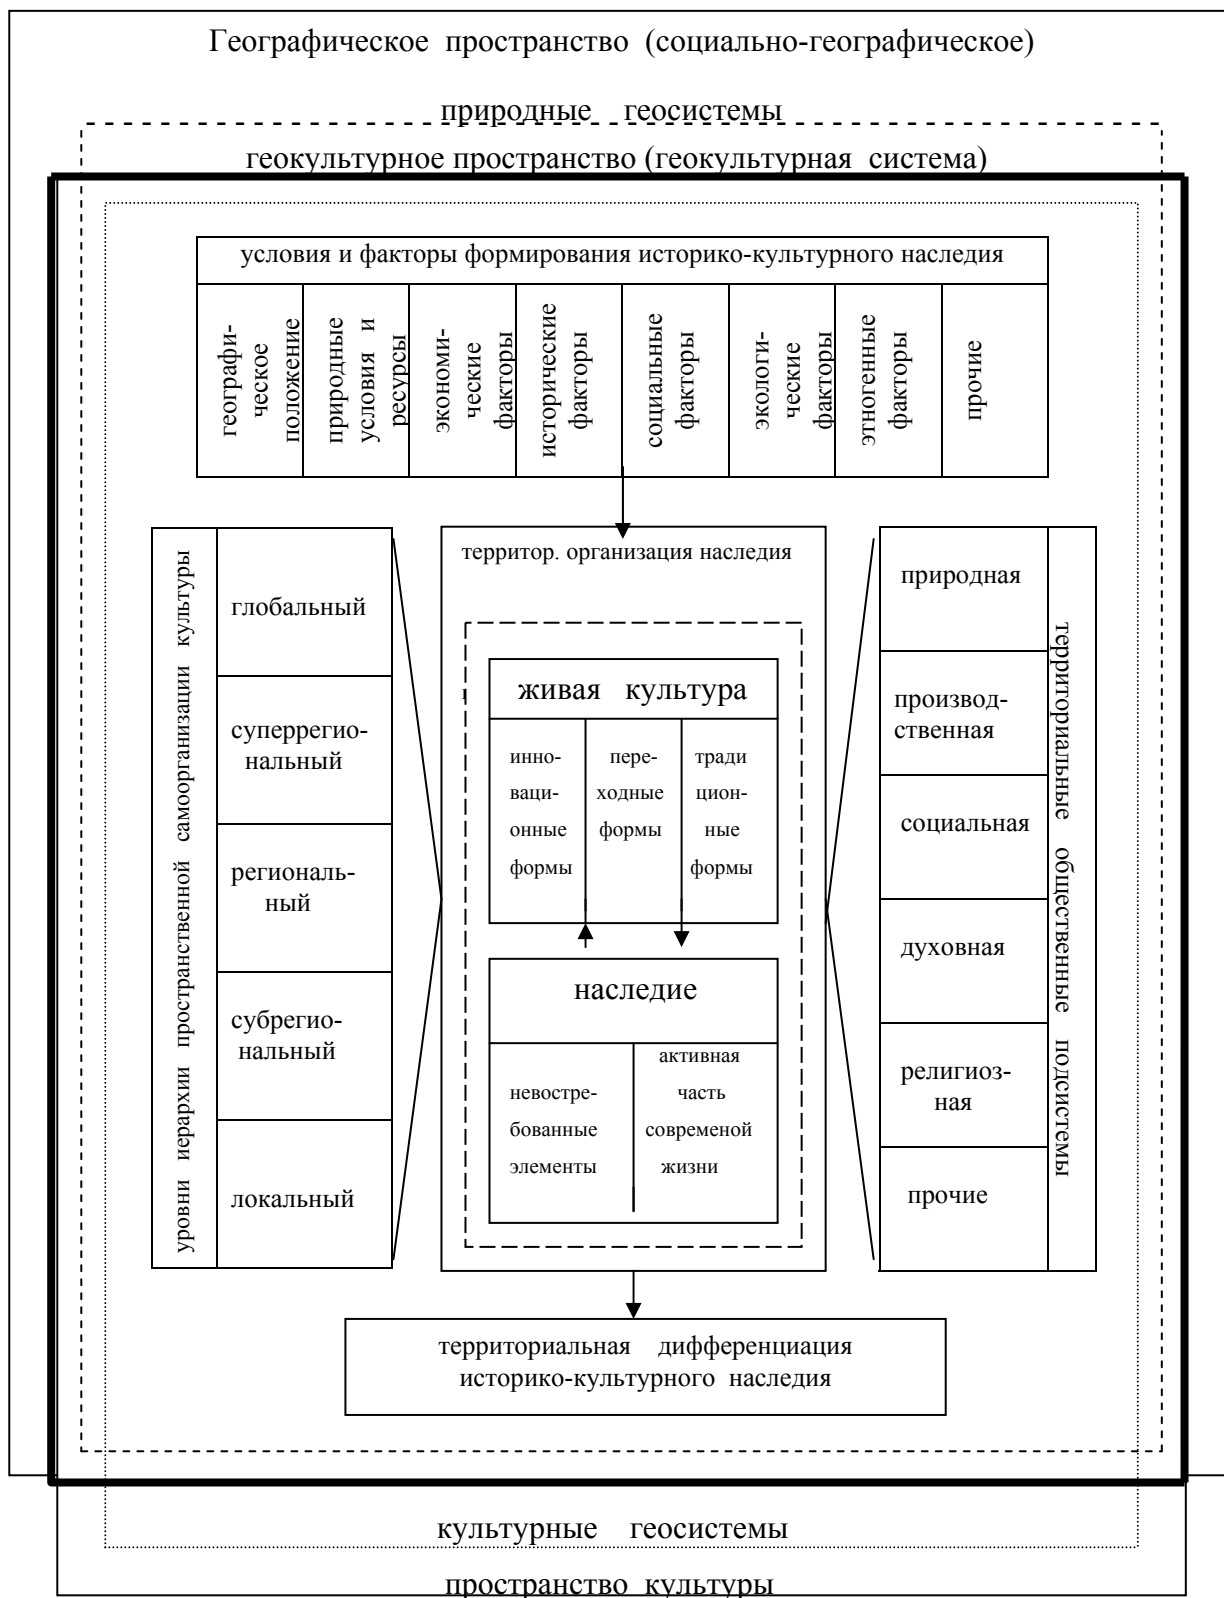 Географическое пространство (социально-географическое)
природные геосистемы
геокультурное пространство (геокультурная система)
условия и факторы формирования историко-культурного наследия
географи-
ческое
положение
природные
условия и
ресурсы
экономи-
ческие
факторы
исторические
факторы
социальные
факторы
экологи-
ческие
факторы
этногенные
факторы
прочие
уровни иерархии пространственной самоорганизации культуры
глобальный
суперрегио-
нальный
региональ-
ный
субрегио-
нальный
локальный
территор. организация наследия
живая культура
инно-
ваци-
онные
формы
пере-
ходные
формы
тради
цион-
ные
формы
наследие
невостре-
бованные
элементы
активная
часть
современой
жизни
природная
производ-
ственная
социальная
духовная
религиоз-
ная
прочие
территориальные общественные подсистемы
территориальная дифференциация
историко-культурного наследия
культурные геосистемы
пространство культуры